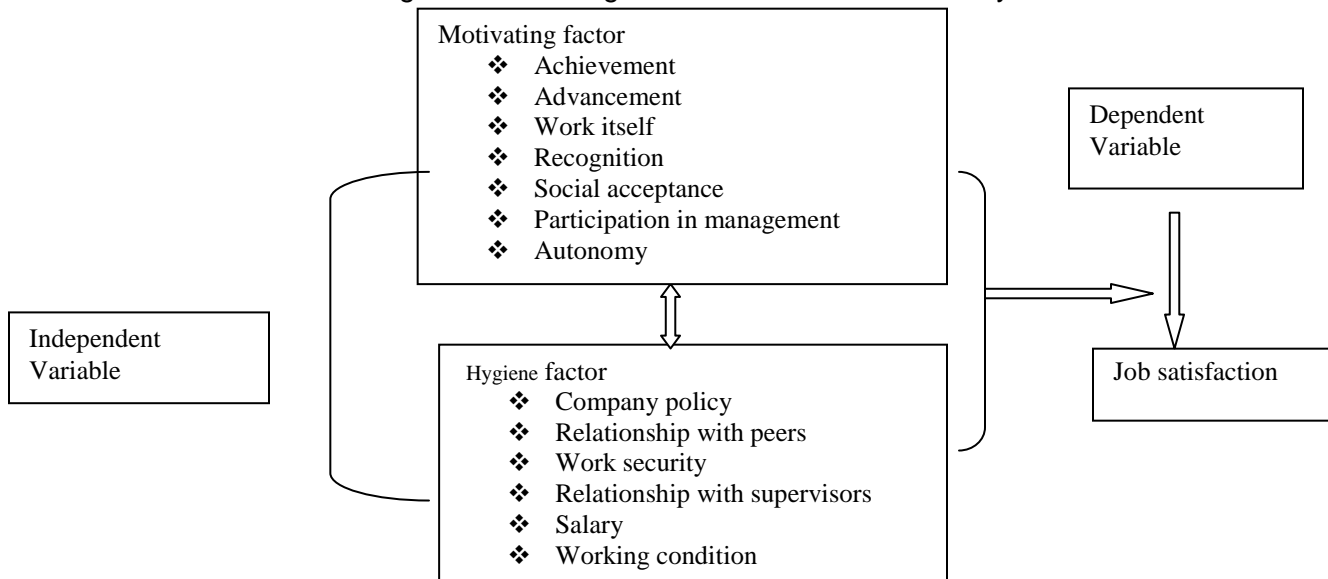 Motivating factor
❖ Achievement
❖ Advancement
❖ Work itself
❖ Recognition
❖ Social acceptance
❖ Participation in management
❖ Autonomy
Dependent
Variable
Independent
Variable
Hygiene factor
❖ Company policy
❖ Relationship with peers
❖ Work security
❖ Relationship with supervisors
❖ Salary
❖ Working condition
Job satisfaction